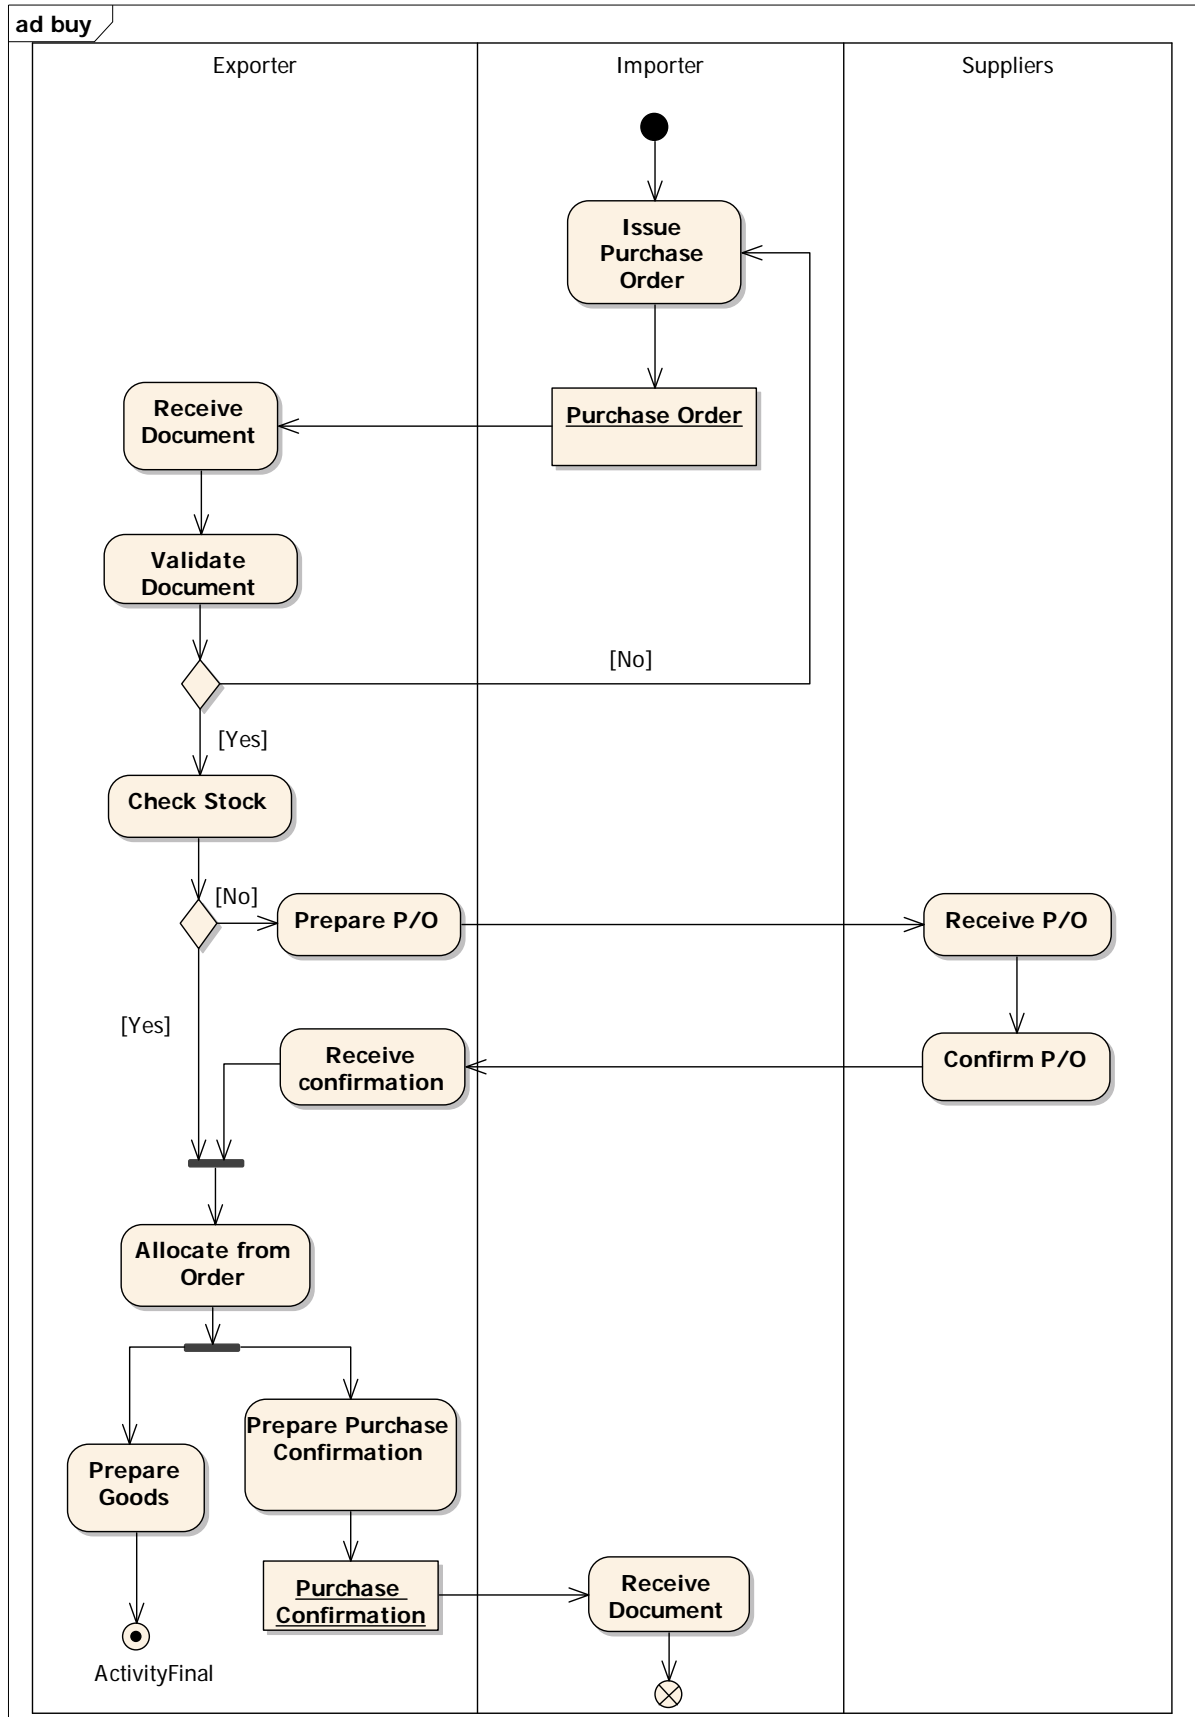 ad buy
Exporter
Importer
Suppliers
Issue
Purchase
Order
Receive
Document
Purchase Order
Validate
Document
[No]
[Yes]
Check Stock
[No]
Prepare P/O
Receive P/O
[Yes]
Receive
confirmation
Confirm P/O
Allocate from
Order
Prepare Purchase
Confirmation
Prepare
Goods
Purchase
Confirmation
Receive
Document
ActivityFinal